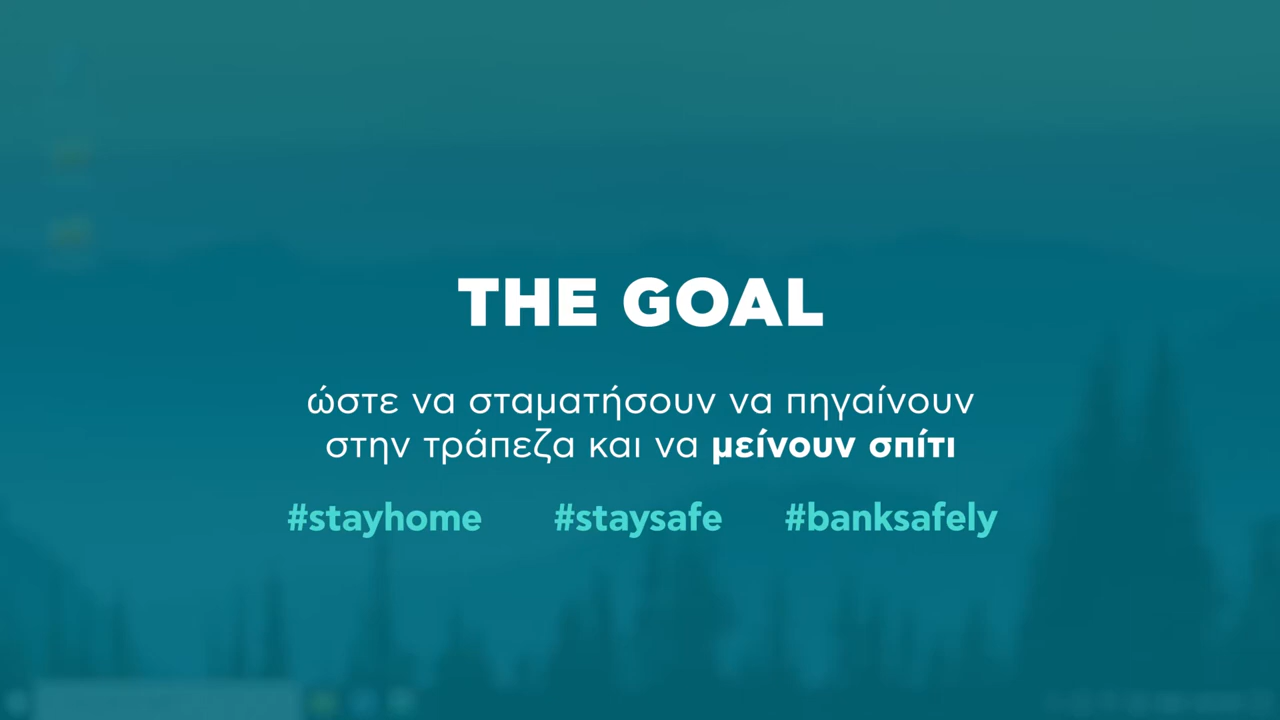 THE GOAL
ώστε να σταματήσουν να πηγαίνουν
στην τράπεζα και να μείνουν σπίτι
#stayhome #staysafe #banksafely